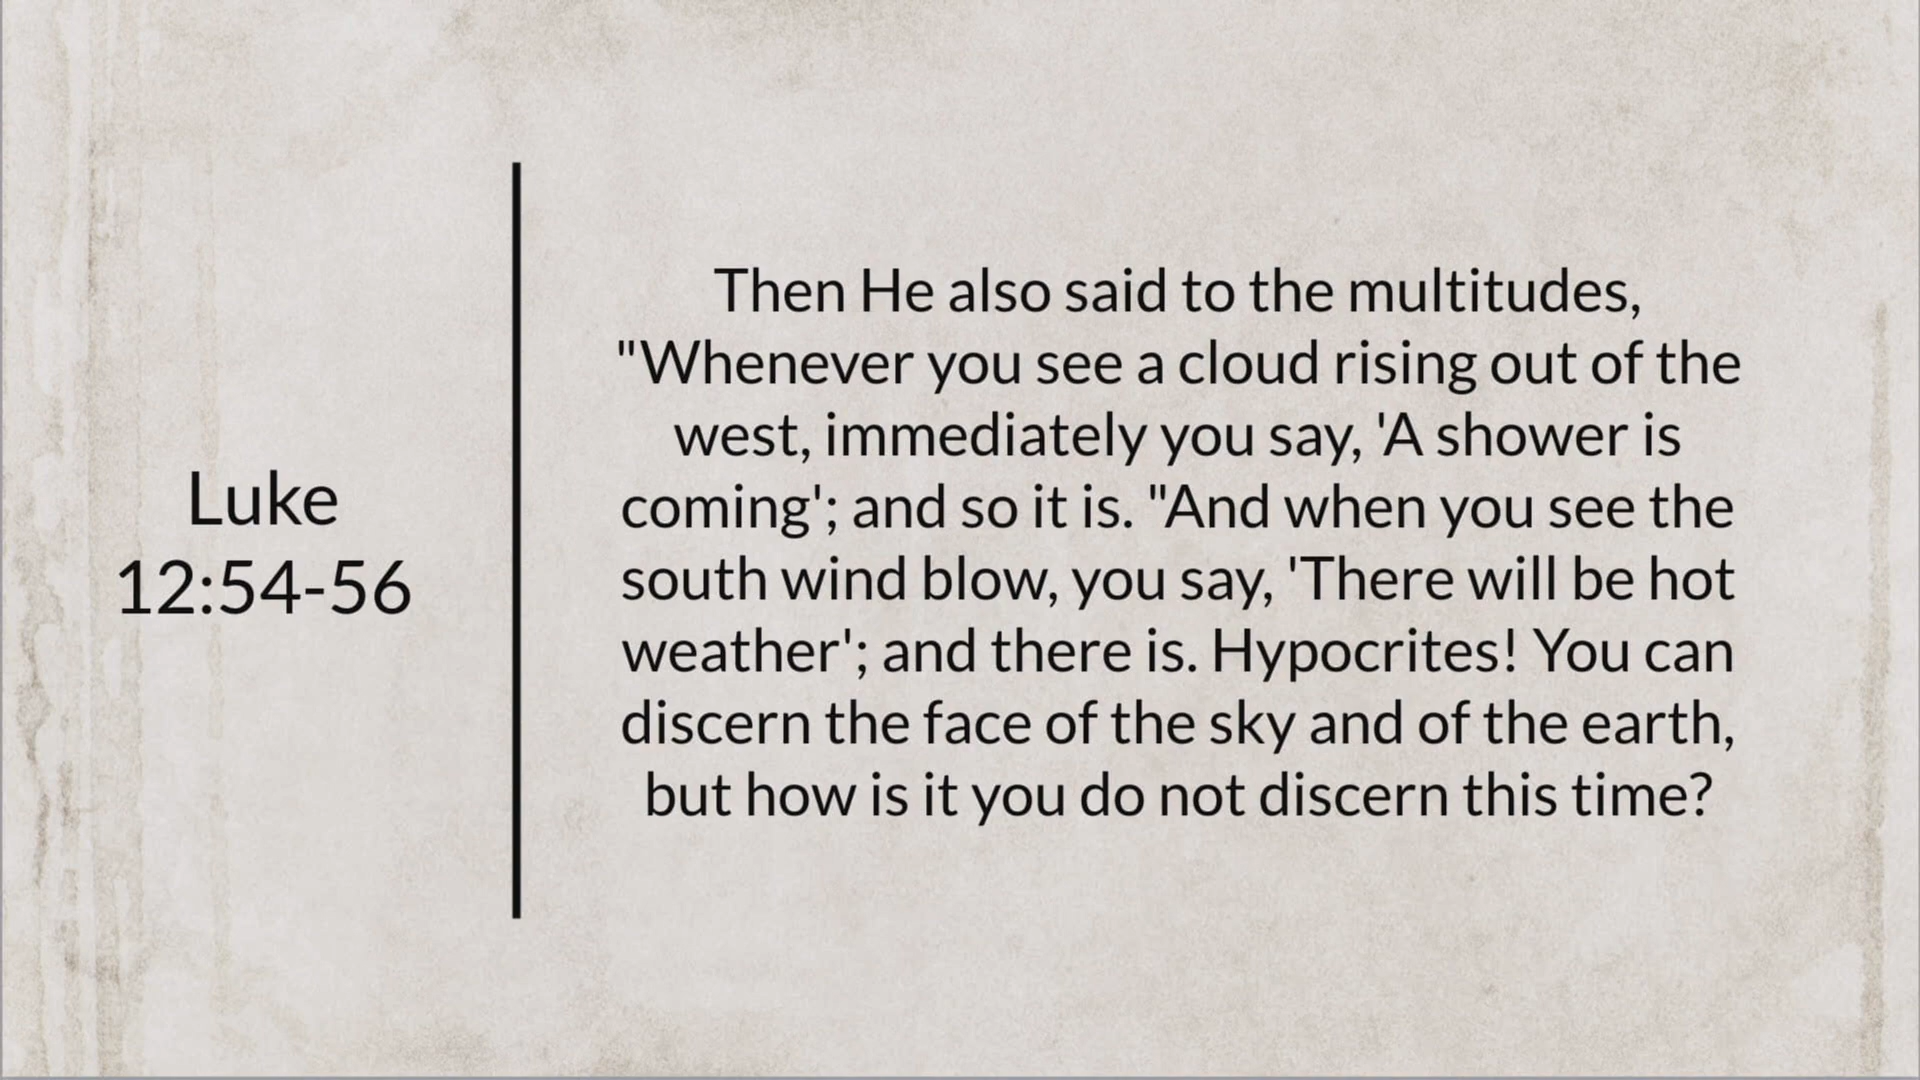 Luke
12:54-56
Then He also said to the multitudes,
"Whenever you see a cloud rising out of the
west, immediately you say, 'A shower is
coming'; and so it is. "And when you see the
south wind blow, you say, 'There will be hot
weather'; and there is. Hypocrites! You can
discern the face of the sky and of the earth,
but how is it you do not discern this time?